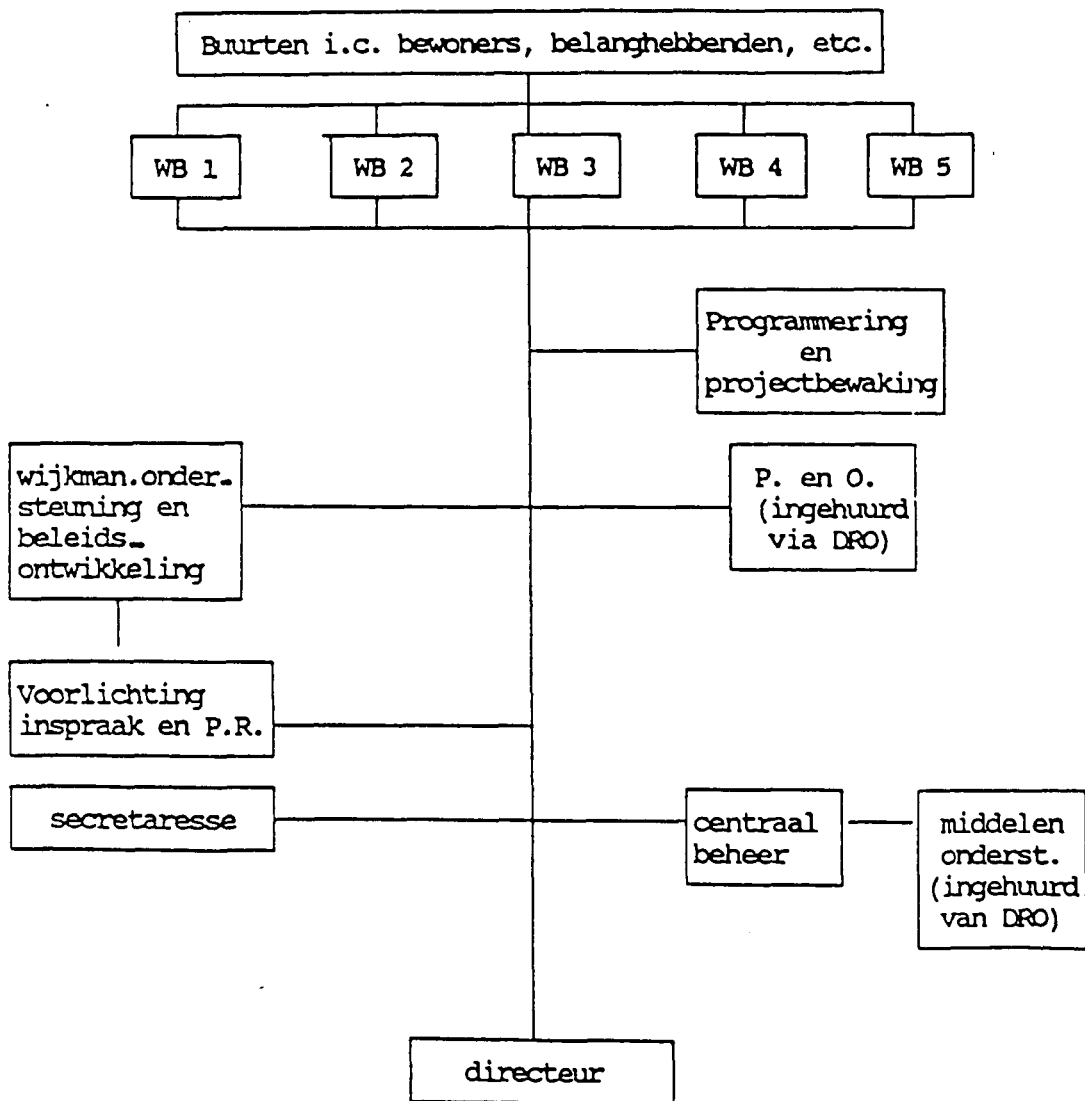 Buurten i.c. bewoners, belanghebbenden, etc.
WB 1
WB 2
WB 3
WB 4
WB 5
Programmering
en
projectbewaking
wijkman.onder-
steuning en
beleids-
ontwikkeling
P. en O.
(ingehuurd
via DRO)
Voorlichting
inspraak en P.R.
secretaresse
centraal
beheer
middelen
onderst.
(ingehuurd
van DRO)
directeur